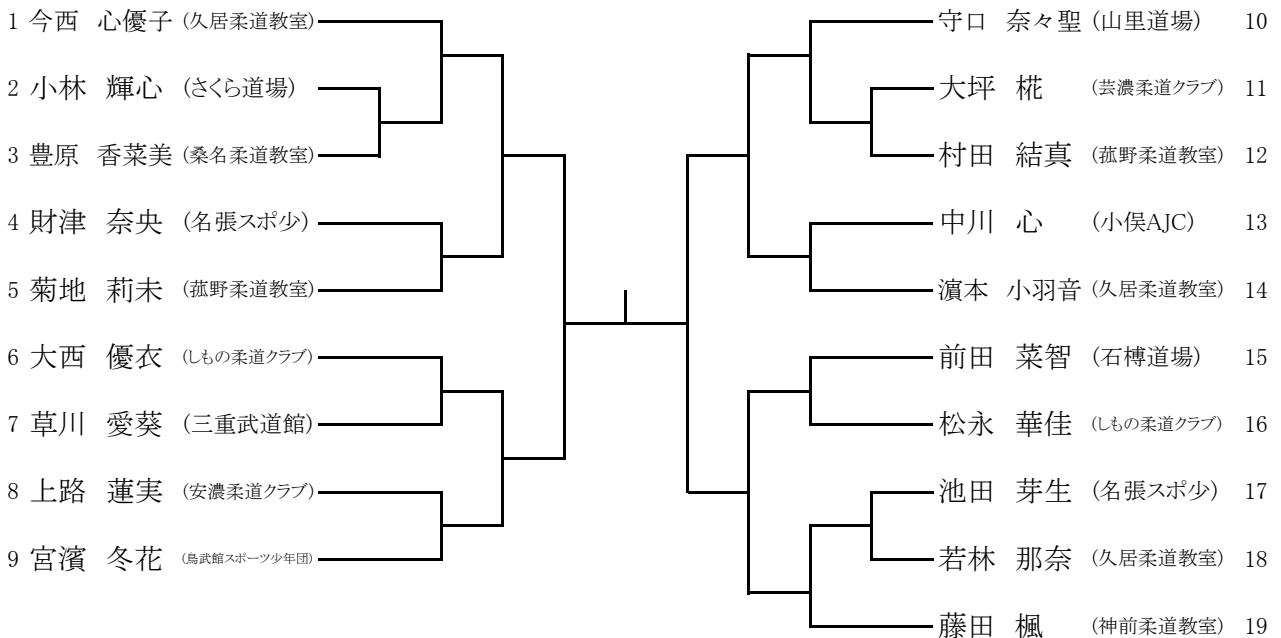 1 今西 心優子 (久居柔道教室)
2 小林 輝心 (さくら道場)
3 豊原 香菜美 (桑名柔道教室)
4 財津 奈央 (名張スポ少)
5 菊地 莉未 (菰野柔道教室)
6 大西 優衣 (しもの柔道クラブ)
7 草川 愛葵 (三重武道館)
8 上路 蓮実 (安濃柔道クラブ)
9 宮濱 冬花 (鳥武館スポーツ少年団)
守口 奈々聖 (山里道場) 10
大坪 椛 (芸濃柔道クラブ) 11
村田 結真 (菰野柔道教室) 12
中川 心 (小俣AJC) 13
濵本 小羽音 (久居柔道教室) 14
前田 菜智 (石榑道場) 15
松永 華佳 (しもの柔道クラブ) 16
池田 芽生 (名張スポ少) 17
若林 那奈 (久居柔道教室) 18
藤田 楓 (神前柔道教室) 19